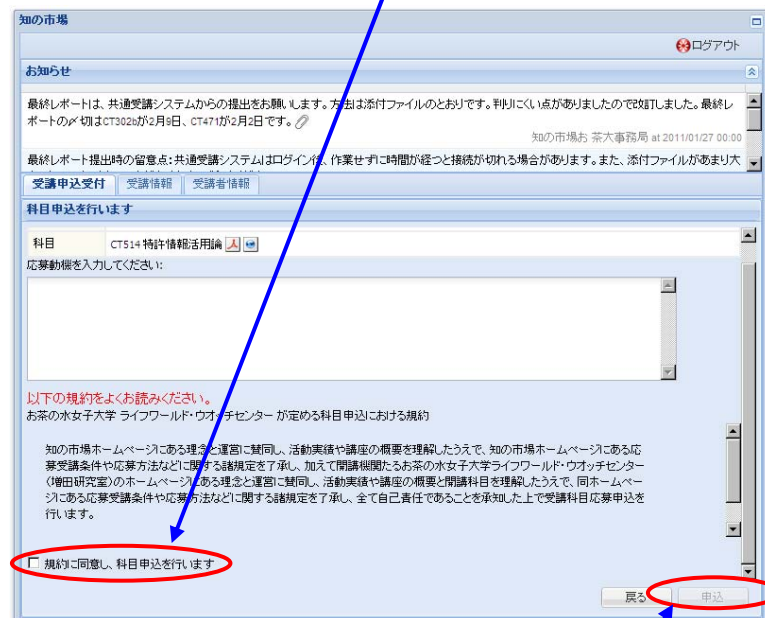 知の市場
ログアウト
お知らせ
最終レポートは、共通受講システムからの提出をお願いします。方法は添付ファイルのとおりです。判りにくい点がありましたので改訂しました。最終レ
ポートの〆切はCT302bが2月9日、CT471が2月2日です。
知の市場お茶大事務局 at 2011/01/27 00:00
最終レポート提出時の留意点:共通受講システムはログイン後、作業せずに時間が経つと接続が切れる場合があります。また、添付ファイルがあまり大
受講申込受付 受講情報 受講者情報
科目申込を行います
科目 CT514 特許情報活用論
応募動機を入力してください:
以下の規約をよくお読みください。
お茶の水女子大学 ライフワールド・ウオッチセンター が定める科目申込における規約
知の市場ホームページにある理念と運営に賛同し、活動実績や講座の概要を理解したうえで、知の市場ホームページにある応
募受講条件や応募方法などに関する諸規定を了承し、加えて開講機関たるお茶の水女子大学ライフワールド・ウオッチセンター
(増田研究室)のホームページにある理念と運営に賛同し、活動実績や講座の概要と開講科目を理解したうえで、同ホームペー
ジにある応募受講条件や応募方法などに関する諸規定を了承し、全て自己責任であることを承知した上で受講科目応募申込を
行います。
規約に同意し、科目申込を行います
戻る 申込